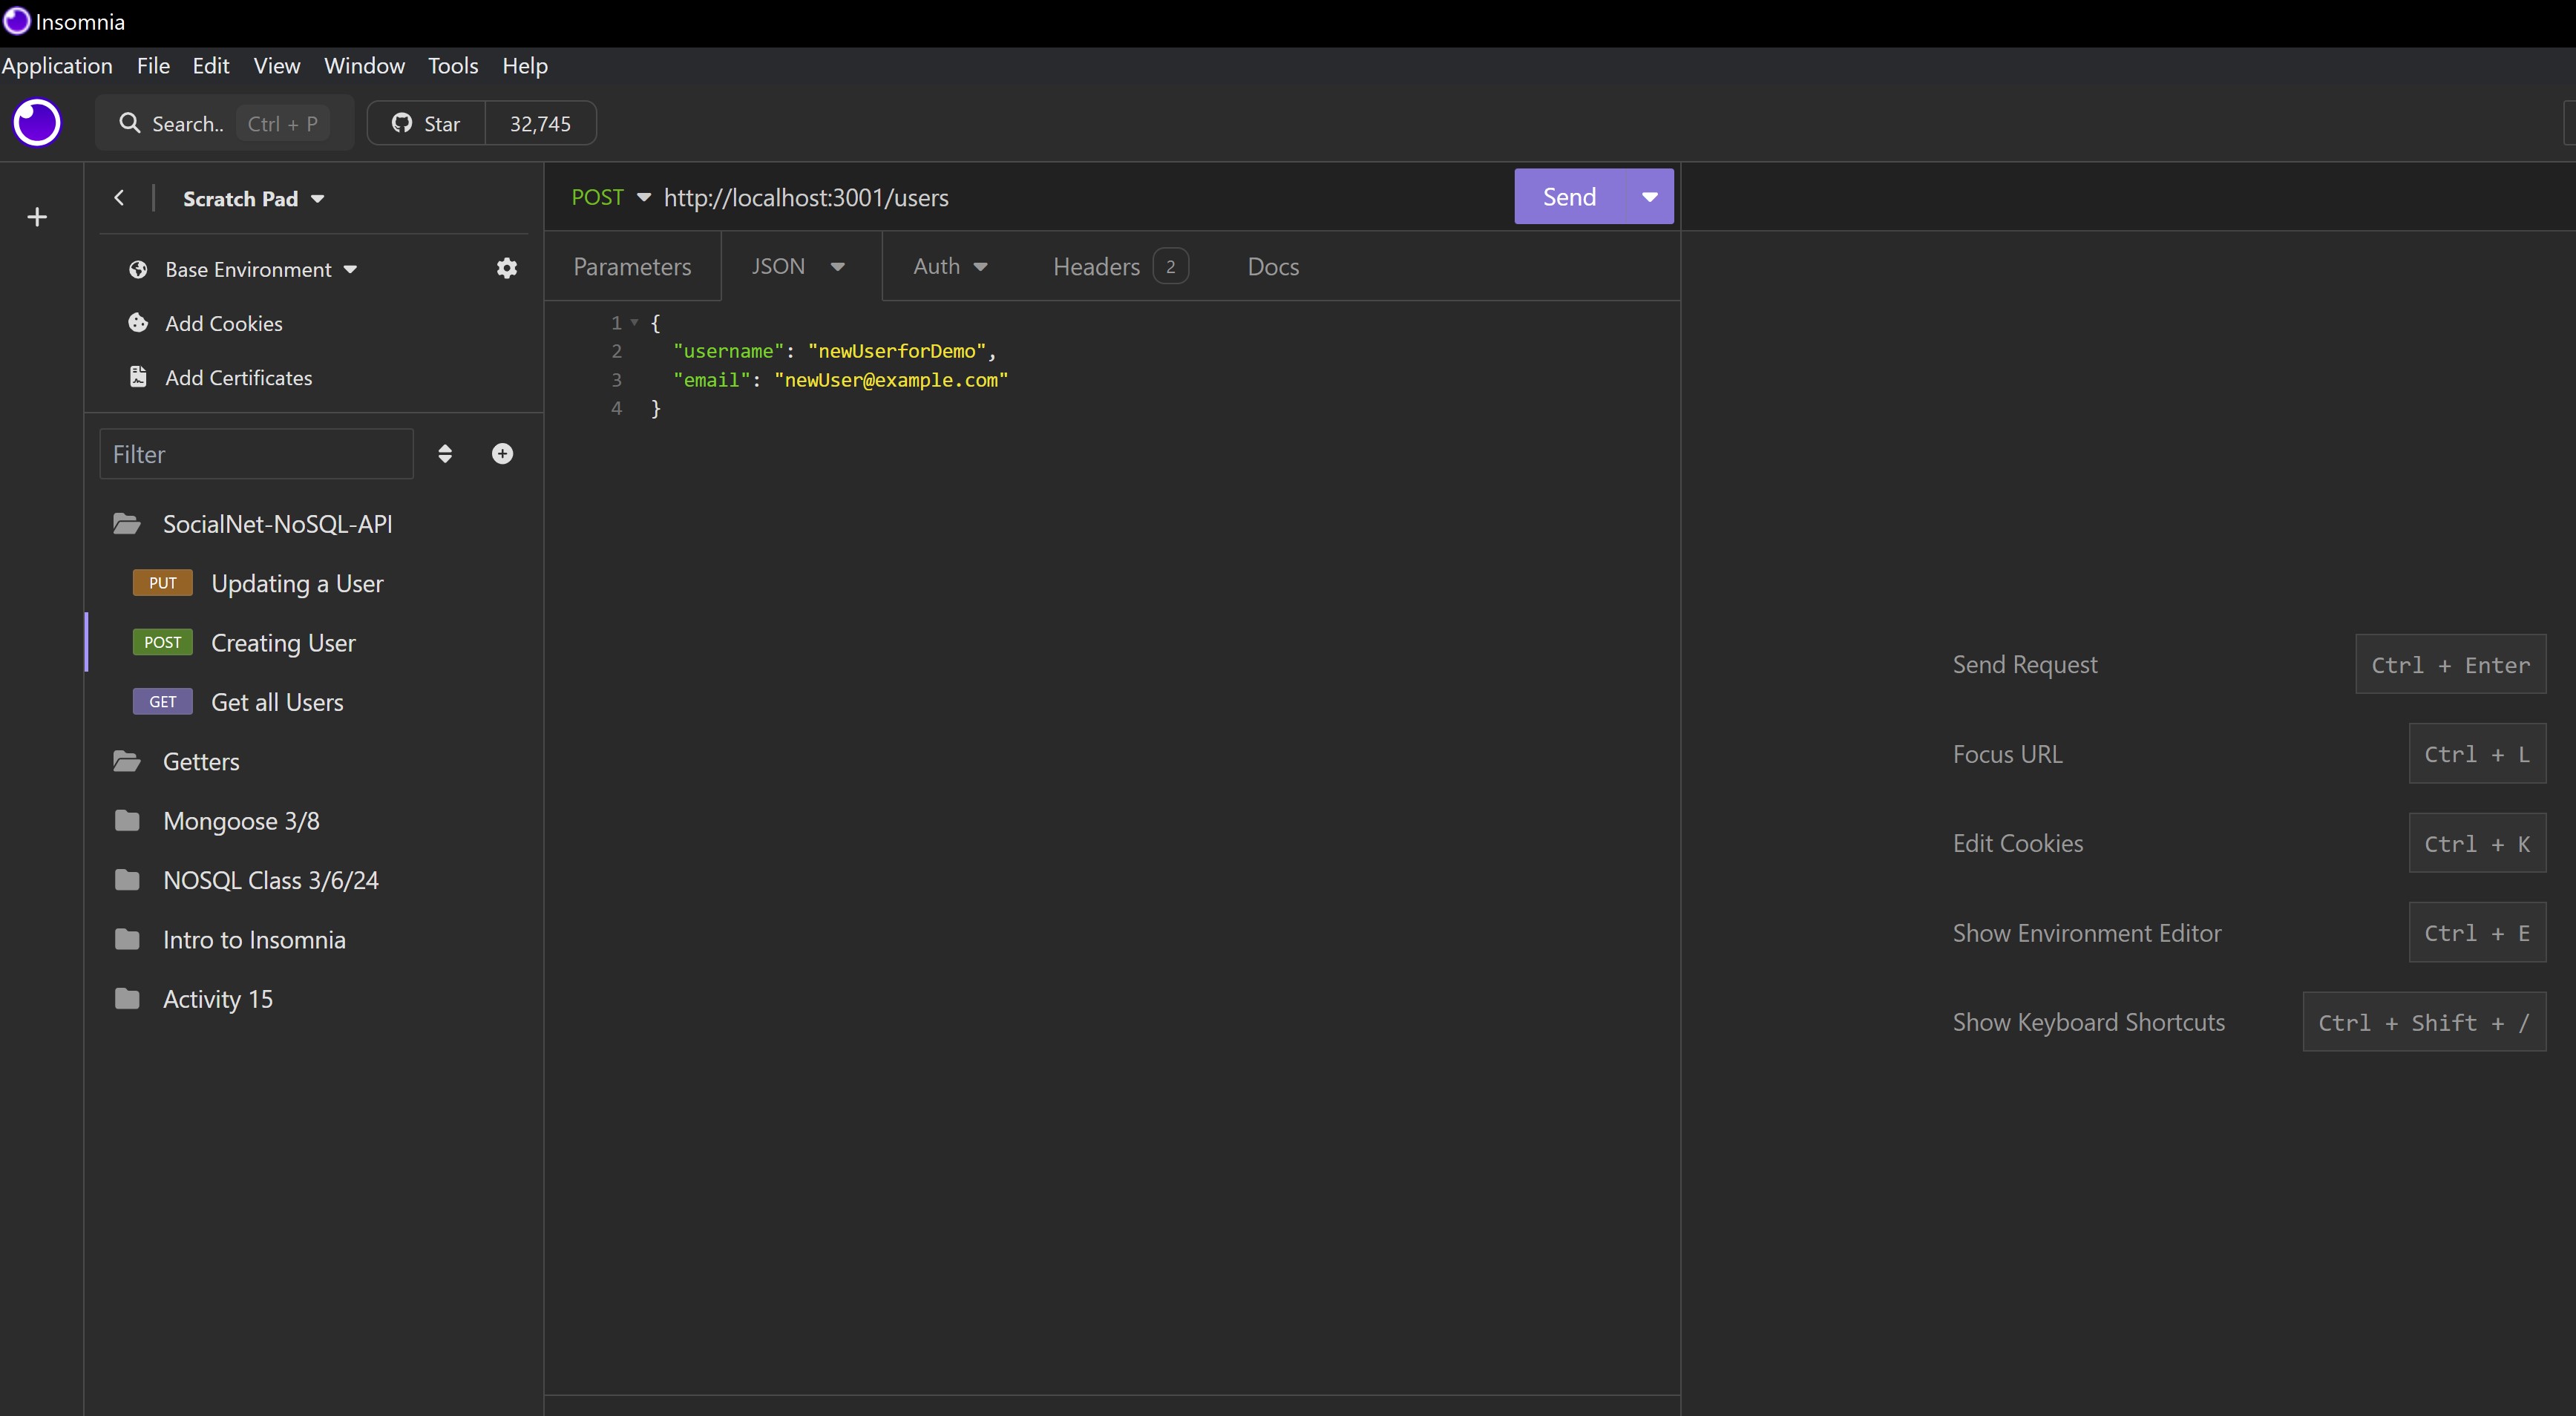 Insomnia
Application File Edit View Window Tools Help
Search.. Ctrl + P Star 32,745
Scratch Pad
Base Environment
Add Cookies
Add Certificates
Filter
SocialNet-NoSQL-API
PUT Updating a User
POST Creating User
GET Get all Users
Getters
Mongoose 3/8
NOSQL Class 3/6/24
Intro to Insomnia
Activity 15
POST http://localhost:3001/users Send
Parameters JSON Auth Headers 2 Docs
1 {
2 "username": "newUserforDemo",
3 "email": "newUser@example.com"
4 }
Send Request Ctrl + Enter
Focus URL Ctrl + L
Edit Cookies Ctrl + K
Show Environment Editor Ctrl + E
Show Keyboard Shortcuts Ctrl + Shift + /